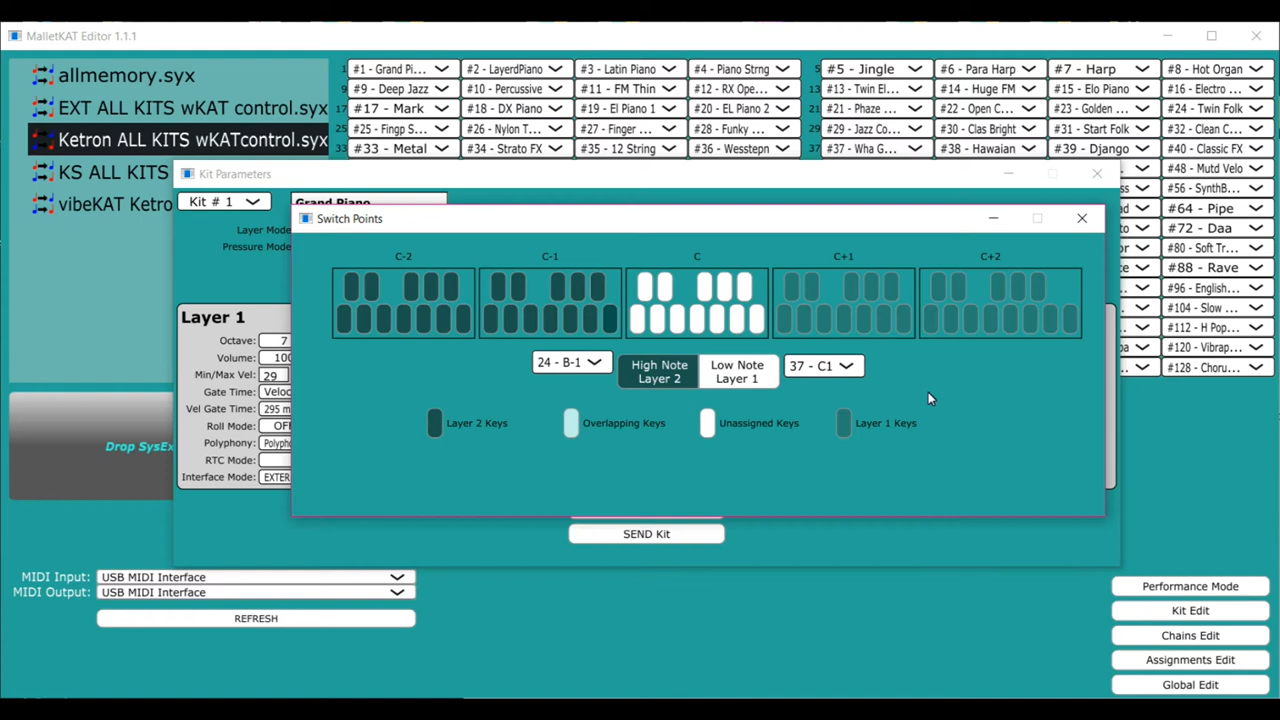 MalletKAT Editor 1.1.1
allmemory.syx
EXT ALL KITS wKAT control.syx
Ketron ALL KITS wKATcontrol.syx
KS ALL KITS
vibeKAT Ketro
1 #1 - Grand Pi... #2 - LayerdPiano #3 - Latin Piano #4 - Piano Strng 5 #5 - Jingle #6 - Para Harp #7 - Harp #8 - Hot Organ
9 #9 - Deep Jazz #10 - Percussive #11 - FM Thin #12 - RX Ope... 13 #13 - Twin El... #14 - Huge FM #15 - Elo Piano #16 - Electro ...
17 #17 - Mark #18 - DX Piano #19 - El Piano 1 #20 - EL Piano 2 21 #21 - Phaze ... #22 - Open C... #23 - Golden ... #24 - Twin Folk
25 #25 - Fingp S... #26 - Nylon T... #27 - Finger ... #28 - Funky ... #29 - Jazz Co... #30 - Clas Bright #31 - Start Folk #32 - Clean C...
33 #33 - Metal #34 - Strato FX #35 - 12 String #36 - Wesstepn 37 #37 - Wha G... #38 - Hawaian #39 - Django #40 - Classic FX
#48 - Mutd Velo
#56 - SynthB...
#64 - Pipe
#72 - Daa
#80 - Soft Tr...
#88 - Rave
#96 - English...
#104 - Slow ...
#112 - H Pop...
#120 - Vibrap...
#128 - Choru...
Kit Parameters
Kit # 1 Grand Piano
Layer Mode
Pressure Mode
Layer 1
Octave: 7
Volume: 100
Min/Max Vel: 29
Gate Time: Veloc
Vel Gate Time: 295 m
Roll Mode: OF
Polyphony: Polyph
RTC Mode:
Interface Mode: EXTER
Switch Points
C-2 C-1 C C+1 C+2
24 - B-1
High Note
Layer 2
Low Note
Layer 1
37 - C1
Layer 2 Keys Overlapping Keys Unassigned Keys Layer 1 Keys
Drop SysEx
SEND Kit
MIDI Input: USB MIDI Interface
MIDI Output: USB MIDI Interface
REFRESH
Performance Mode
Kit Edit
Chains Edit
Assignments Edit
Global Edit